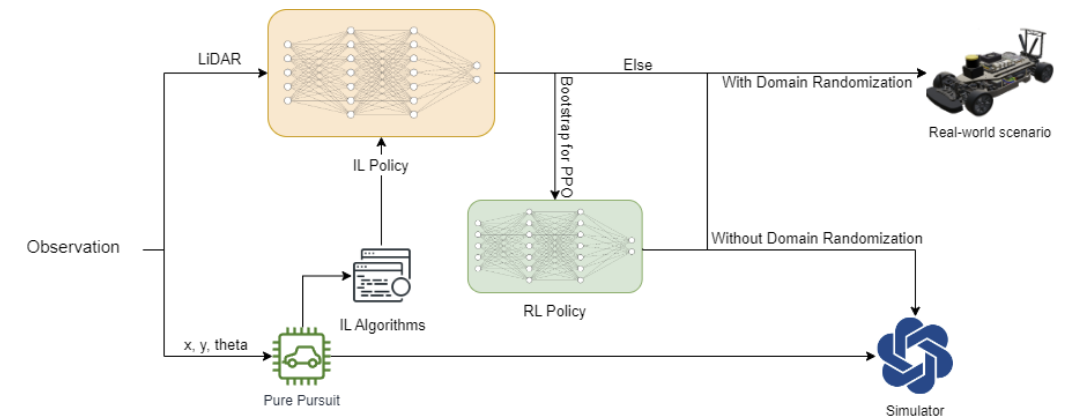 LiDAR
Else
With Domain Randomization
Real-world scenario
Bootstrap for PPO
IL Policy
Observation
Without Domain Randomization
RL Policy
IL Algorithms
x, y, theta
Pure Pursuit
Simulator